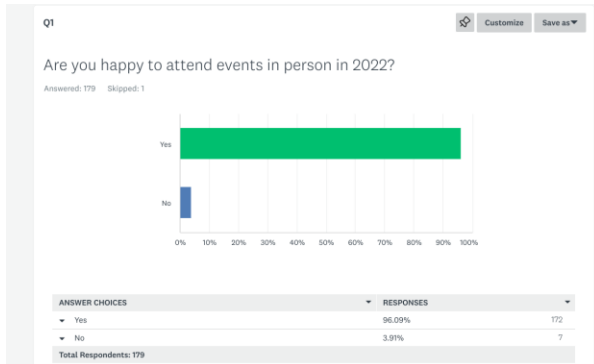 Q1
Customize
Save as
Are you happy to attend events in person in 2022?
Answered: 179 Skipped: 1
Yes
No
0% 10% 20% 30% 40% 50% 60% 70% 80% 90% 100%
ANSWER CHOICES RESPONSES
Yes 96.09% 172
No 3.91% 7
Total Respondents: 179